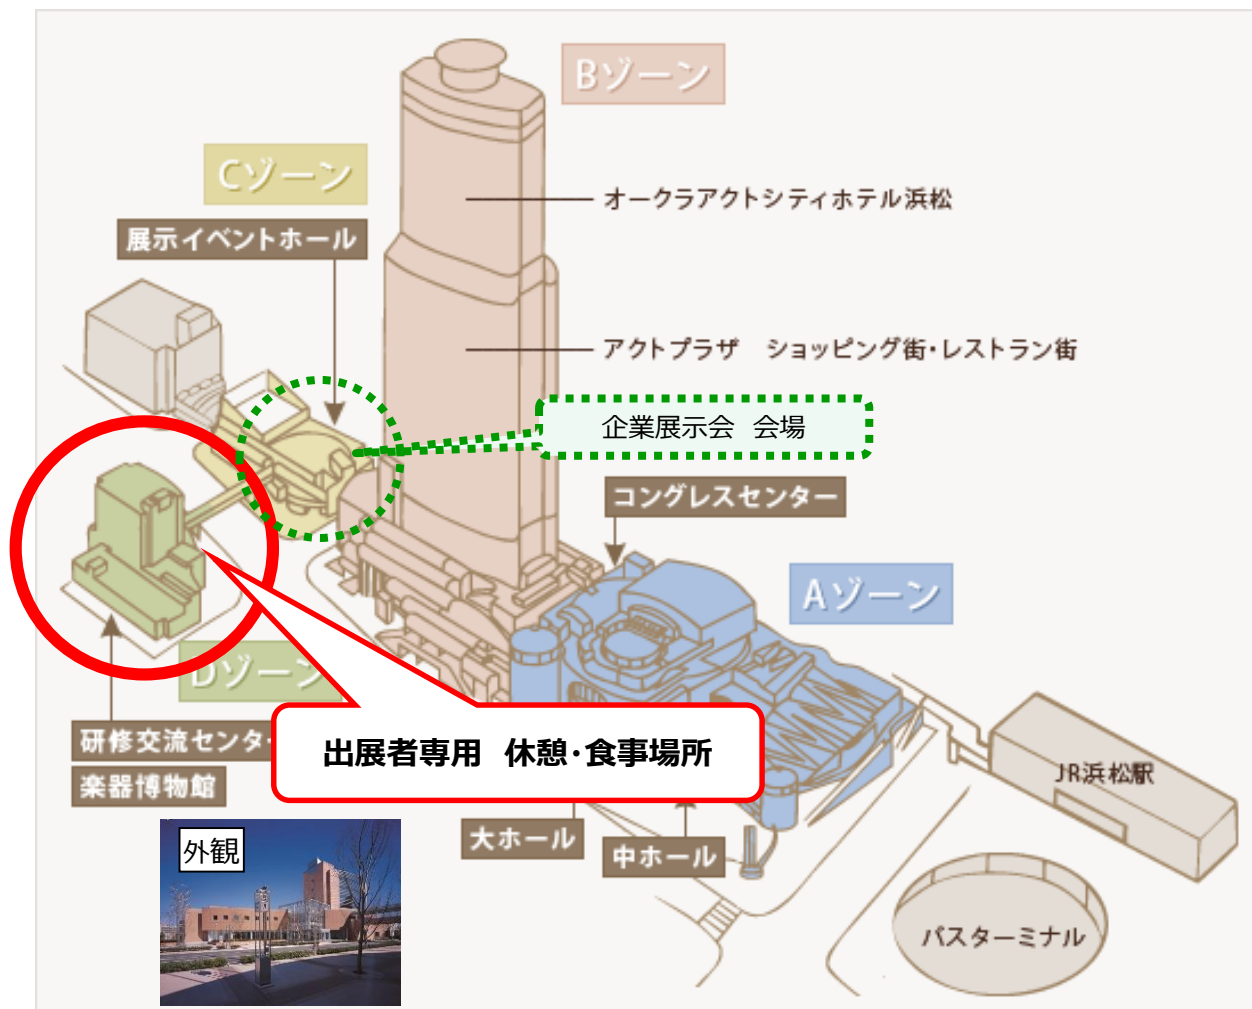 Bゾーン
Cゾーン
オークラアクトシティホテル浜松
展示イベントホール
アクトプラザ　ショッピング街・レストラン街
企業展示会　会場
コングレスセンター
Aゾーン
Dゾーン
研修交流センター
出展者専用　休憩・食事場所
楽器博物館
JR浜松駅
大ホール
中ホール
外観
バスターミナル